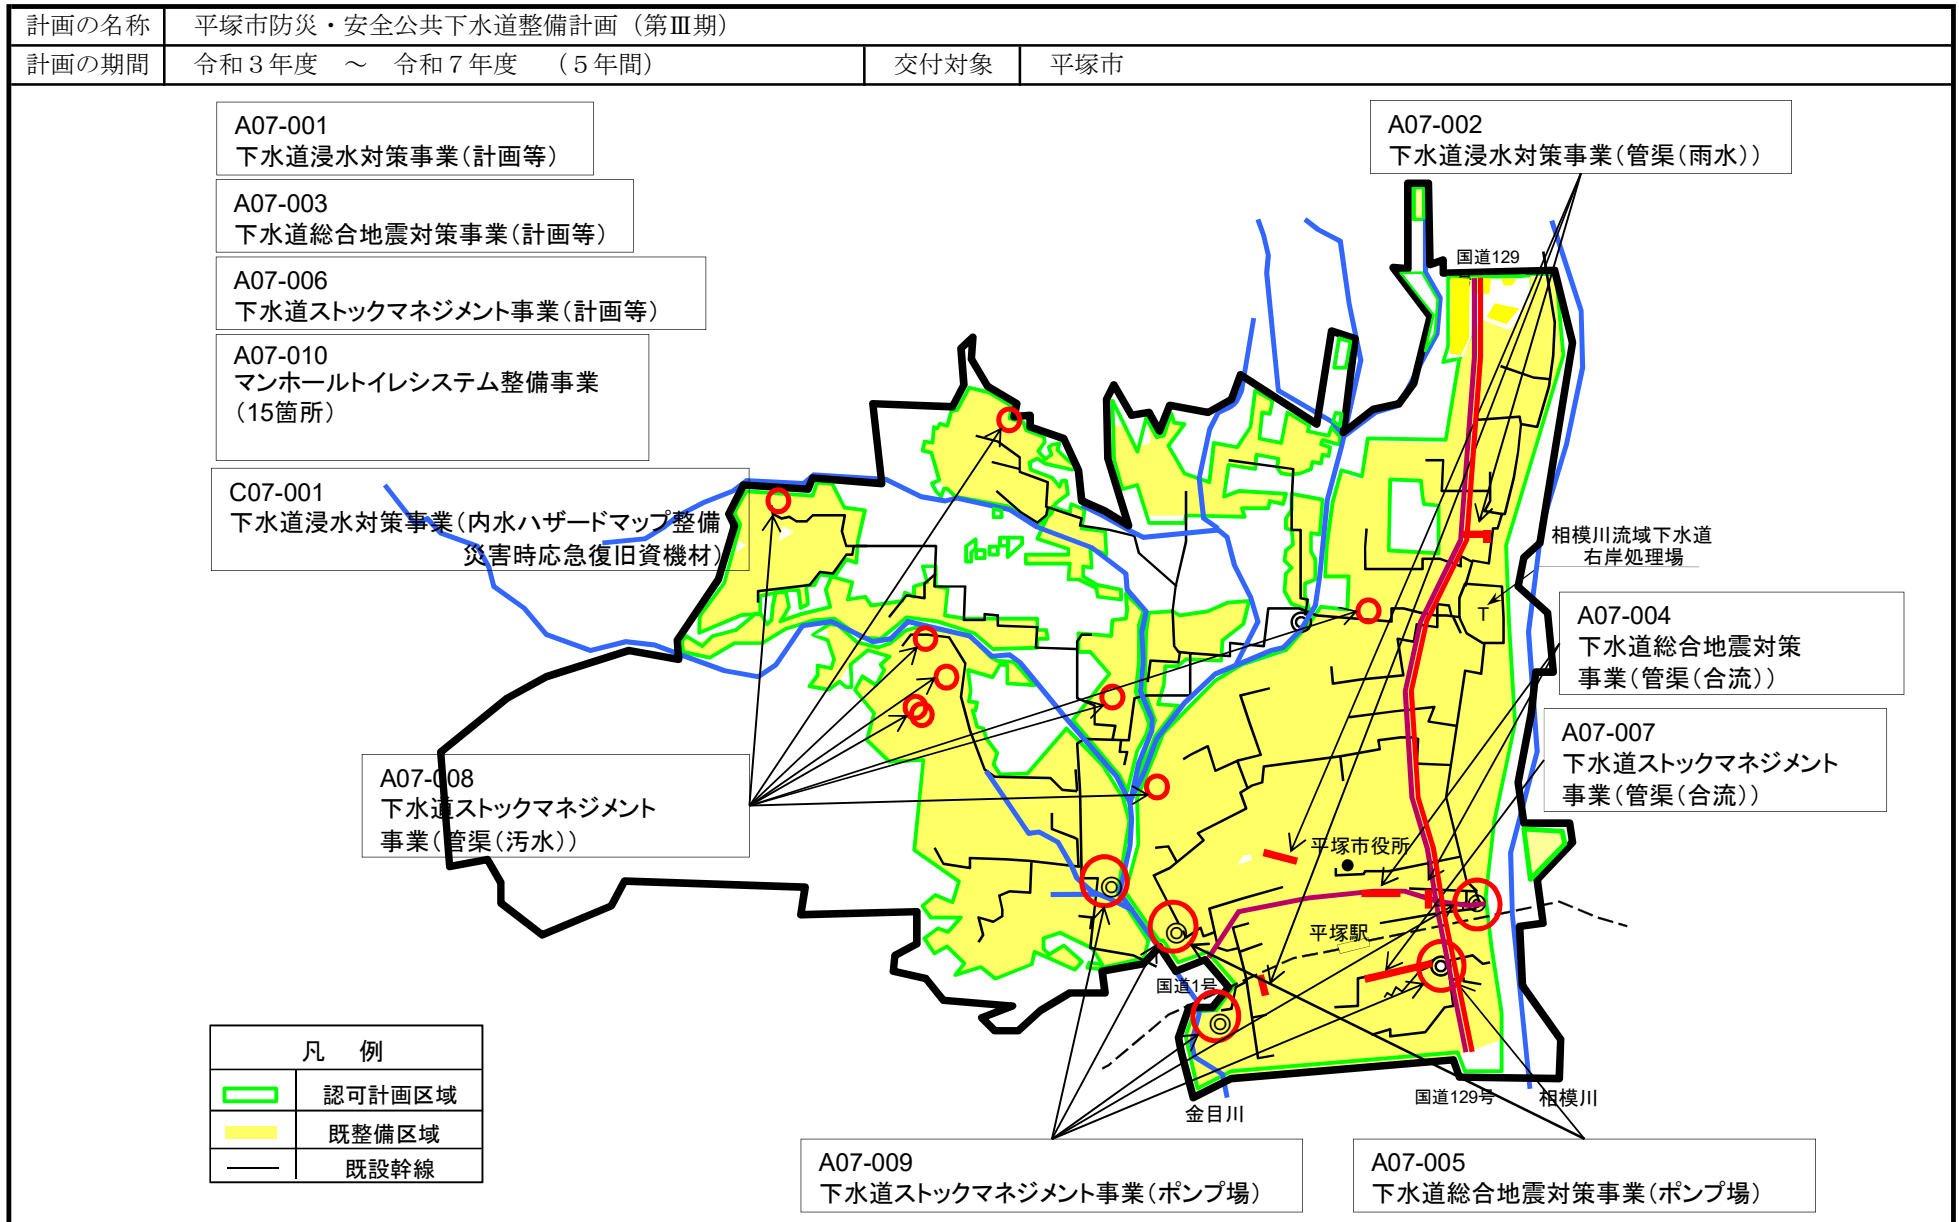 計画の名称 平塚市防災・安全公共下水道整備計画（第Ⅲ期）
計画の期間 令和３年度 ～ 令和７年度 （５年間） 交付対象 平塚市
A07-001
下水道浸水対策事業（計画等）
A07-003
下水道総合地震対策事業（計画等）
A07-006
下水道ストックマネジメント事業（計画等）
A07-010
マンホールトイレシステム整備事業
（15箇所）
C07-001
下水道浸水対策事業（内水ハザードマップ整備
災害時応急復旧資機材）
A07-002
下水道浸水対策事業（管渠（雨水））
国道129
相模川流域下水道
右岸処理場
T
A07-004
下水道総合地震対策
事業（管渠（合流））
A07-007
下水道ストックマネジメント
事業（管渠（合流））
A07-008
下水道ストックマネジメント
事業（管渠（汚水））
平塚市役所
平塚駅
国道1号
国道129号
相模川
金目川
凡 例
認可計画区域
既整備区域
既設幹線
A07-009
下水道ストックマネジメント事業（ポンプ場）
A07-005
下水道総合地震対策事業（ポンプ場）